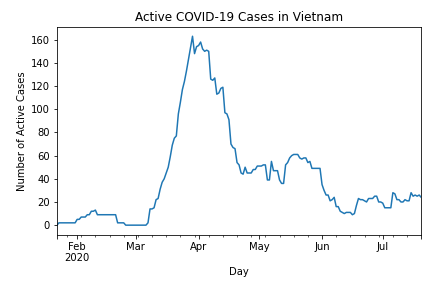 Active COVID-19 Cases in Vietnam
Number of Active Cases
160
140
120
100
80
60
40
20
0
Feb Mar Apr May Jun Jul
2020
Day